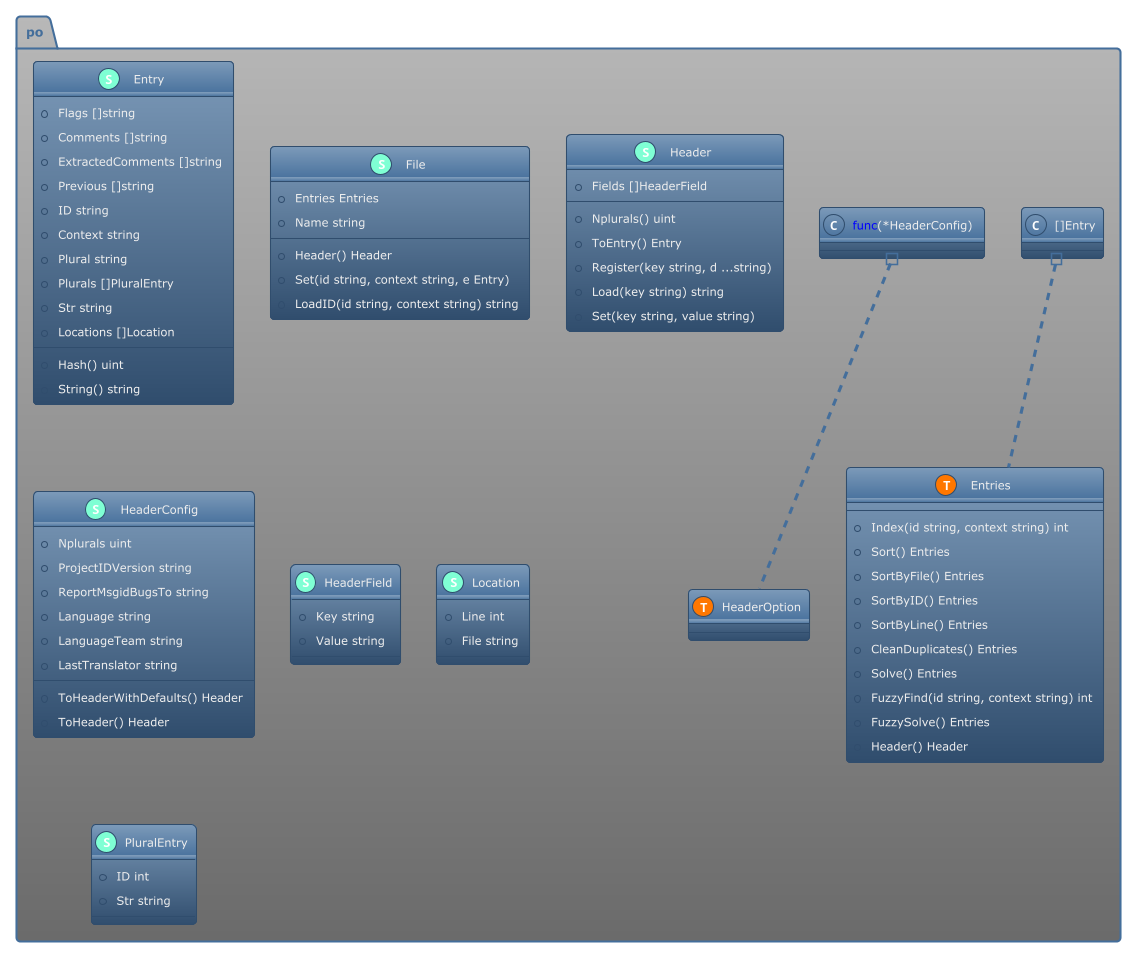 po
S Entry
Flags []string
Comments []string
ExtractedComments []string
Previous []string
ID string
Context string
Plural string
Plurals []PluralEntry
Str string
Locations []Location
Hash() uint
String() string
S File
Entries Entries
Name string
Header() Header
Set(id string, context string, e Entry)
LoadID(id string, context string) string
S Header
Fields []HeaderField
Nplurals() uint
ToEntry() Entry
Register(key string, d ...string)
Load(key string) string
Set(key string, value string)
C func(*HeaderConfig)
C []Entry
S HeaderConfig
Nplurals uint
ProjectIDVersion string
ReportMsgidBugsTo string
Language string
LanguageTeam string
LastTranslator string
ToHeaderWithDefaults() Header
ToHeader() Header
S HeaderField
Key string
Value string
S Location
Line int
File string
T HeaderOption
T Entries
Index(id string, context string) int
Sort() Entries
SortByFile() Entries
SortByID() Entries
SortByLine() Entries
CleanDuplicates() Entries
Solve() Entries
FuzzyFind(id string, context string) int
FuzzySolve() Entries
Header() Header
S PluralEntry
ID int
Str string